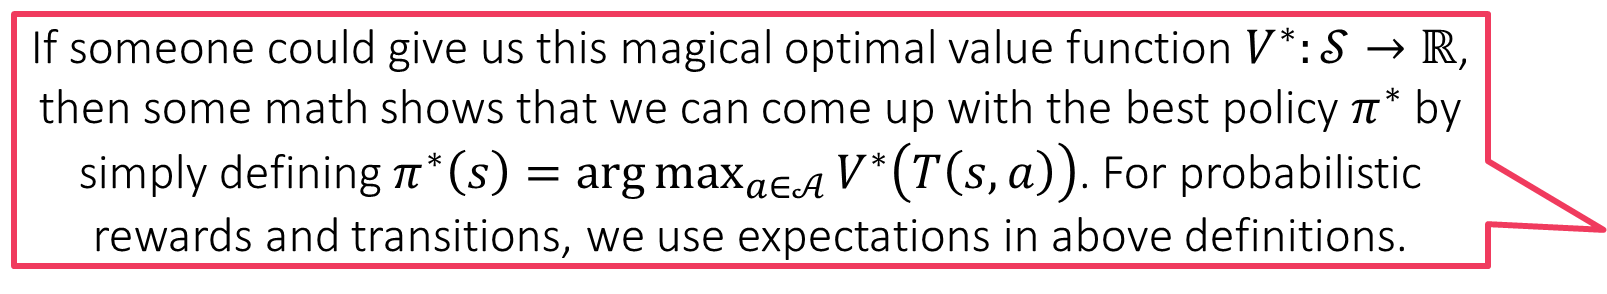 If someone could give us this magical optimal value function 𝑉*: 𝒮 → ℝ,
then some math shows that we can come up with the best policy 𝜋* by
simply defining 𝝅*(𝑠) = arg max𝑎∈𝒜 𝑉*(𝑇(𝑠, 𝑎)). For probabilistic
rewards and transitions, we use expectations in above definitions.